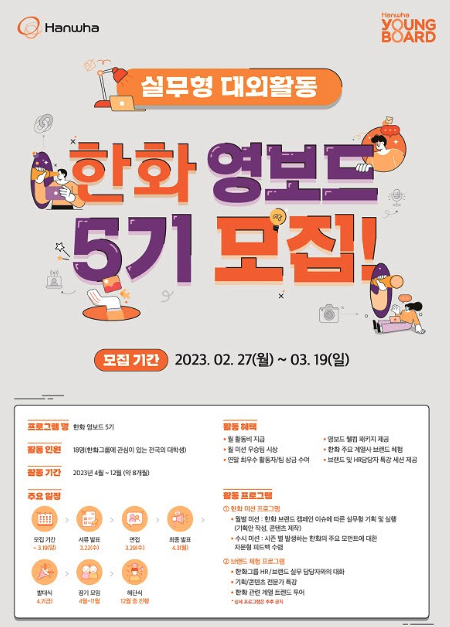 Hanwha
Hanwha
YOUNG
BOARD
실무형 대외활동
한화 영보드
5기 모집!
모집 기간 2023. 02. 27(월) ~ 03. 19(일)
프로그램 명 한화 영보드 5기
활동 인원 18명(한화그룹에 관심이 있는 전국의 대학생)
활동 기간 2023년 4월 ~ 12월 (약 8개월)
주요 일정
모집 기간
~ 3.19(일)
서류 발표
3.22(수)
면접
3.29(수)
최종 발표
4.3(월)
발대식
4.7(금)
정기 모임
4월~11월
해단식
12월 중 진행
활동 혜택
• 월 활동비 지급
• 월 미션 우승팀 시상
• 연말 최우수 활동자/팀 상금 수여
• 영보드 웰컴 패키지 제공
• 한화 주요 계열사 브랜드 체험
• 브랜드 및 HR담당자 특강 세션 제공
활동 프로그램
① 한화 미션 프로그램
• 월별 미션 : 한화 브랜드 캠페인 이슈에 따른 실무형 기획 및 실행
(기획안 작성, 콘텐츠 제작)
• 수시 미션 : 시즌 별 발생하는 한화의 주요 모먼트에 대한
자문형 피드백 수렴
② 브랜드 체험 프로그램
• 한화그룹 HR / 브랜드 실무 담당자와의 대화
• 기획/콘텐츠 전문가 특강
• 한화 관련 계열 트렌드 투어
* 상세 프로그램은 추후 공지